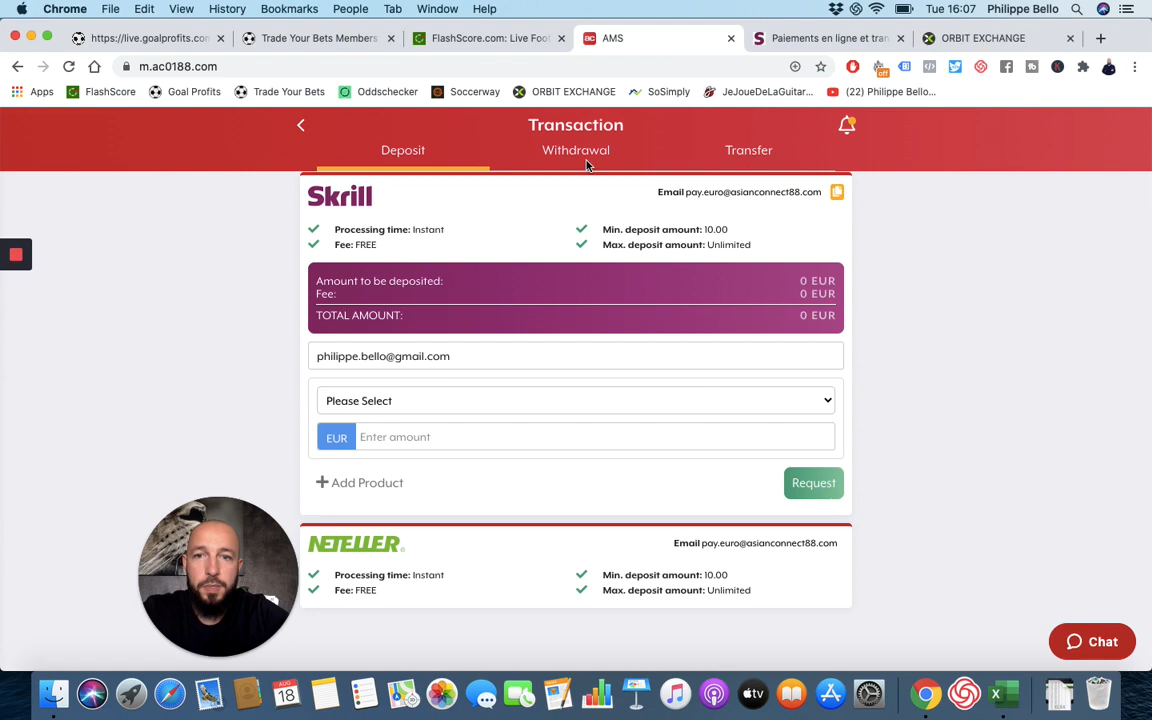 Chrome File Edit View History Bookmarks People Tab Window Help Tue 16:07 Philippe Bello
https://live.goalprofits.con Trade Your Bets Members FlashScore.com: Live Foot AMS Paiements en ligne et tran ORBIT EXCHANGE
m.ac0188.com off
Apps FlashScore Goal Profits Trade Your Bets Oddschecker Soccerway ORBIT EXCHANGE SoSimply JeJoueDeLaGuitar... (22) Philippe Bello...
Transaction
Deposit Withdrawal Transfer
Skrill Email pay.euro@asianconnect88.com
Processing time: Instant Min. deposit amount: 10.00
Fee: FREE Max. deposit amount: Unlimited
Amount to be deposited: 0 EUR
Fee: 0 EUR
TOTAL AMOUNT: 0 EUR
philippe.bello@gmail.com
Please Select
EUR Enter amount
Add Product Request
NETELLER Email pay.euro@asianconnect88.com
Processing time: Instant Min. deposit amount: 10.00
Fee: FREE Max. deposit amount: Unlimited
Chat
AUG
18
tv